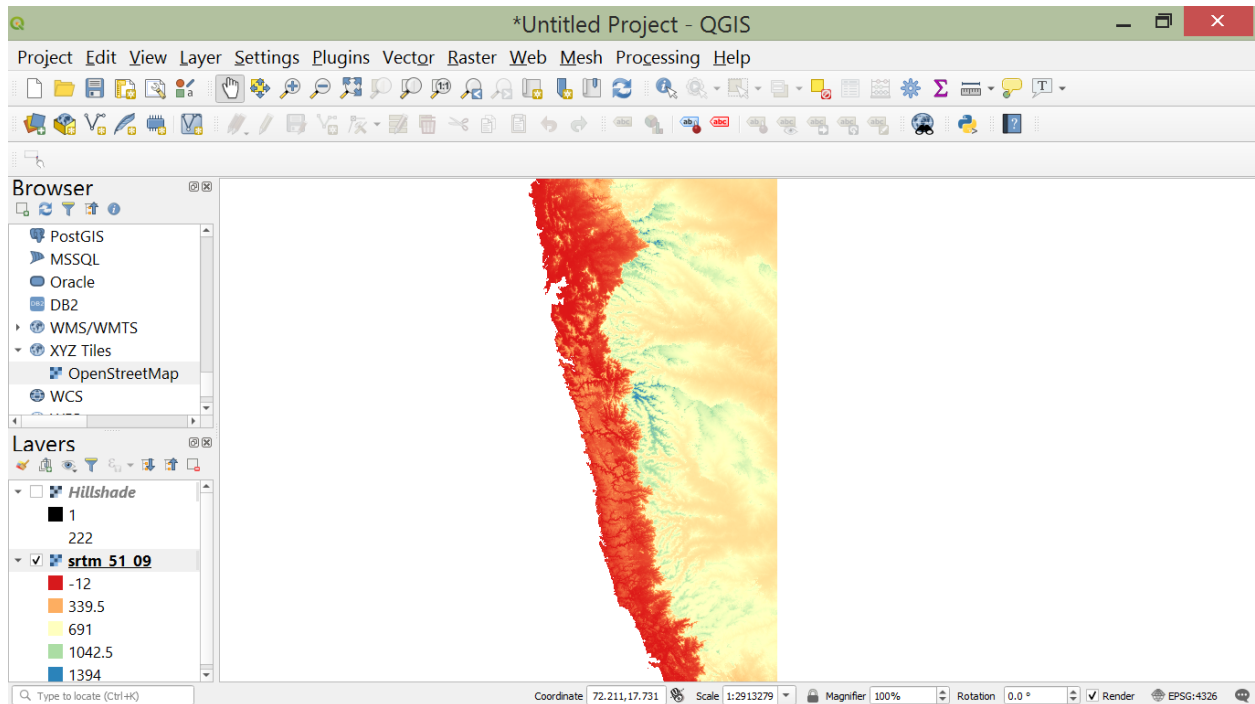 *Untitled Project - QGIS
Project Edit View Layer Settings Plugins Vector Raster Web Mesh Processing Help
Browser
PostGIS
MSSQL
Oracle
DB2
WMS/WMTS
XYZ Tiles
OpenStreetMap
WCS
Layers
Hillshade
1
222
srtm_51_09
-12
339.5
691
1042.5
1394
Type to locate (Ctrl+K)
Coordinate 72.211,17.731 Scale 1:2913279 Magnifier 100% Rotation 0.0 ° Render EPSG:4326